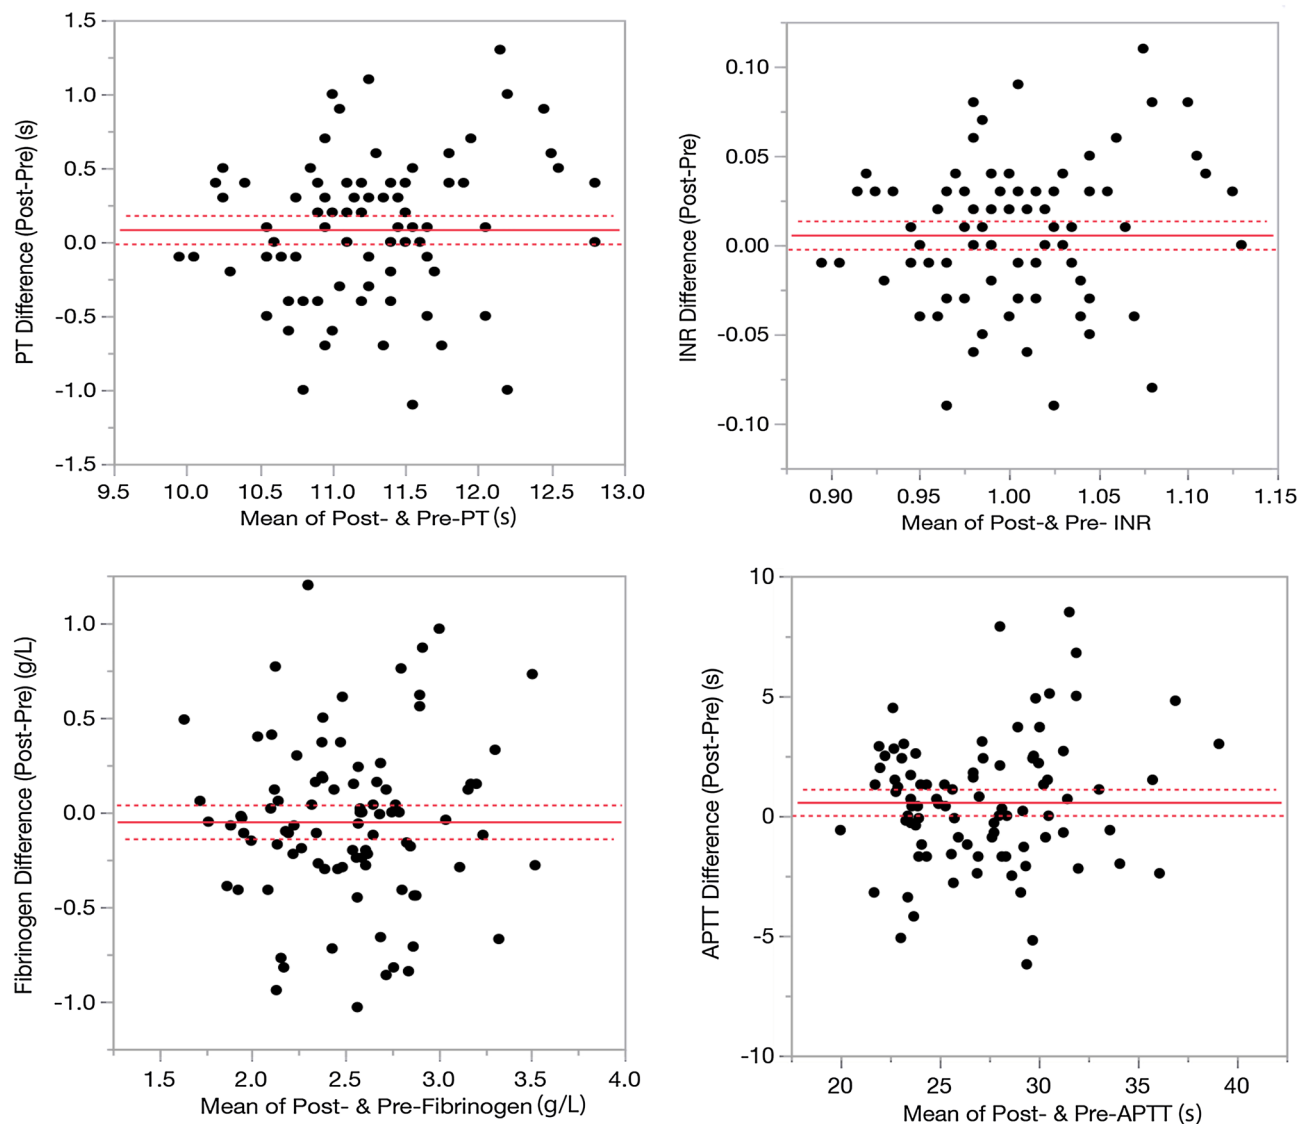 PT Difference (Post-Pre) (s)
1.5
1.0
0.5
0.0
-0.5
-1.0
-1.5
9.5 10.0 10.5 11.0 11.5 12.0 12.5 13.0
Mean of Post- & Pre-PT (s)
INR Difference (Post-Pre)
0.10
0.05
0.00
-0.05
-0.10
0.90 0.95 1.00 1.05 1.10 1.15
Mean of Post-& Pre- INR
Fibrinogen Difference (Post-Pre) (g/L)
1.0
0.5
0.0
-0.5
-1.0
1.5 2.0 2.5 3.0 3.5 4.0
Mean of Post- & Pre-Fibrinogen (g/L)
APTT Difference (Post-Pre) (s)
10
5
0
-5
-10
20 25 30 35 40
Mean of Post- & Pre-APTT (s)